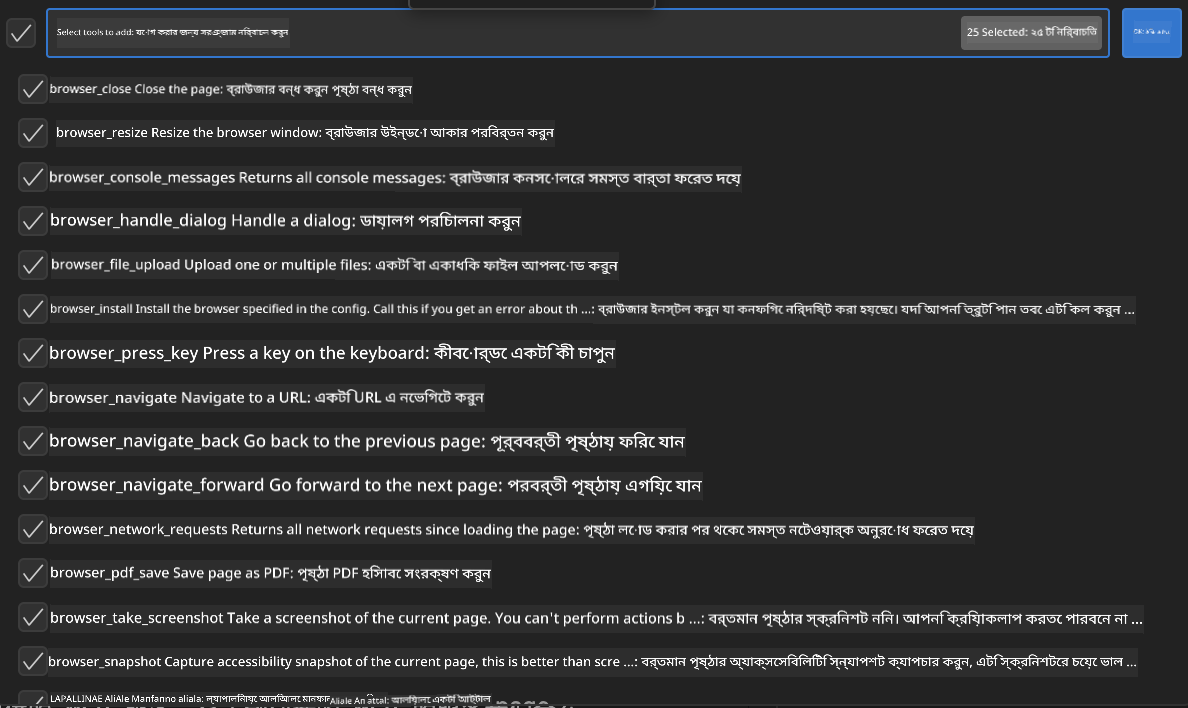 Select tools to add: যোগ করার জন্য সরঞ্জাম নির্বাচন করুন
25 Selected: ২৫ টি নির্বাচিত
browser_close Close the page: ব্রাউজার বন্ধ করুন পৃষ্ঠা বন্ধ করুন
browser_resize Resize the browser window: ব্রাউজার উইন্ডো আকার পরিবর্তন করুন
browser_console_messages Returns all console messages: ব্রাউজার কনসোলের সমস্ত বার্তা ফেরত দেয়
browser_handle_dialog Handle a dialog: ডায়ালগ পরিচালনা করুন
browser_file_upload Upload one or multiple files: একটি বা একাধিক ফাইল আপলোড করুন
browser_install Install the browser specified in the config. Call this if you get an error about th ...: ব্রাউজার ইনস্টল করুন যা কনফিগে নির্দিষ্ট করা হয়েছে। যদি আপনি ত্রুটি পান তবে এটি কল করুন ...
browser_press_key Press a key on the keyboard: কীবোর্ডে একটি কী চাপুন
browser_navigate Navigate to a URL: একটি URL এ নেভিগেট করুন
browser_navigate_back Go back to the previous page: পূর্ববর্তী পৃষ্ঠায় ফিরে যান
browser_navigate_forward Go forward to the next page: পরবর্তী পৃষ্ঠায় এগিয়ে যান
browser_network_requests Returns all network requests since loading the page: পৃষ্ঠা লোড করার পর থেকে সমস্ত নেটওয়ার্ক অনুরোধ ফেরত দেয়
browser_pdf_save Save page as PDF: পৃষ্ঠা PDF হিসাবে সংরক্ষণ করুন
browser_take_screenshot Take a screenshot of the current page. You can't perform actions b ...: বর্তমান পৃষ্ঠার স্ক্রিনশট নিন। আপনি ক্রিয়াকলাপ করতে পারবেন না ...
browser_snapshot Capture accessibility snapshot of the current page, this is better than scre ...: বর্তমান পৃষ্ঠার অ্যাক্সেসিবিলিটি স্ন্যাপশট ক্যাপচার করুন, এটি স্ক্রিনশটের চেয়ে ভাল ...
LAPALLINAE AliAle Manfanno aliala: